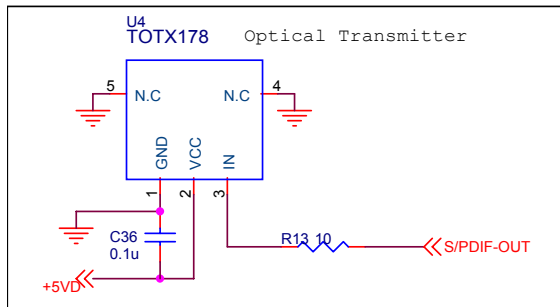 U4
TOTX178 Optical Transmitter
5 N.C N.C 4
GND VCC IN
1 2 3
C36
0.1u
R13 10
S/PDIF-OUT
+5VD